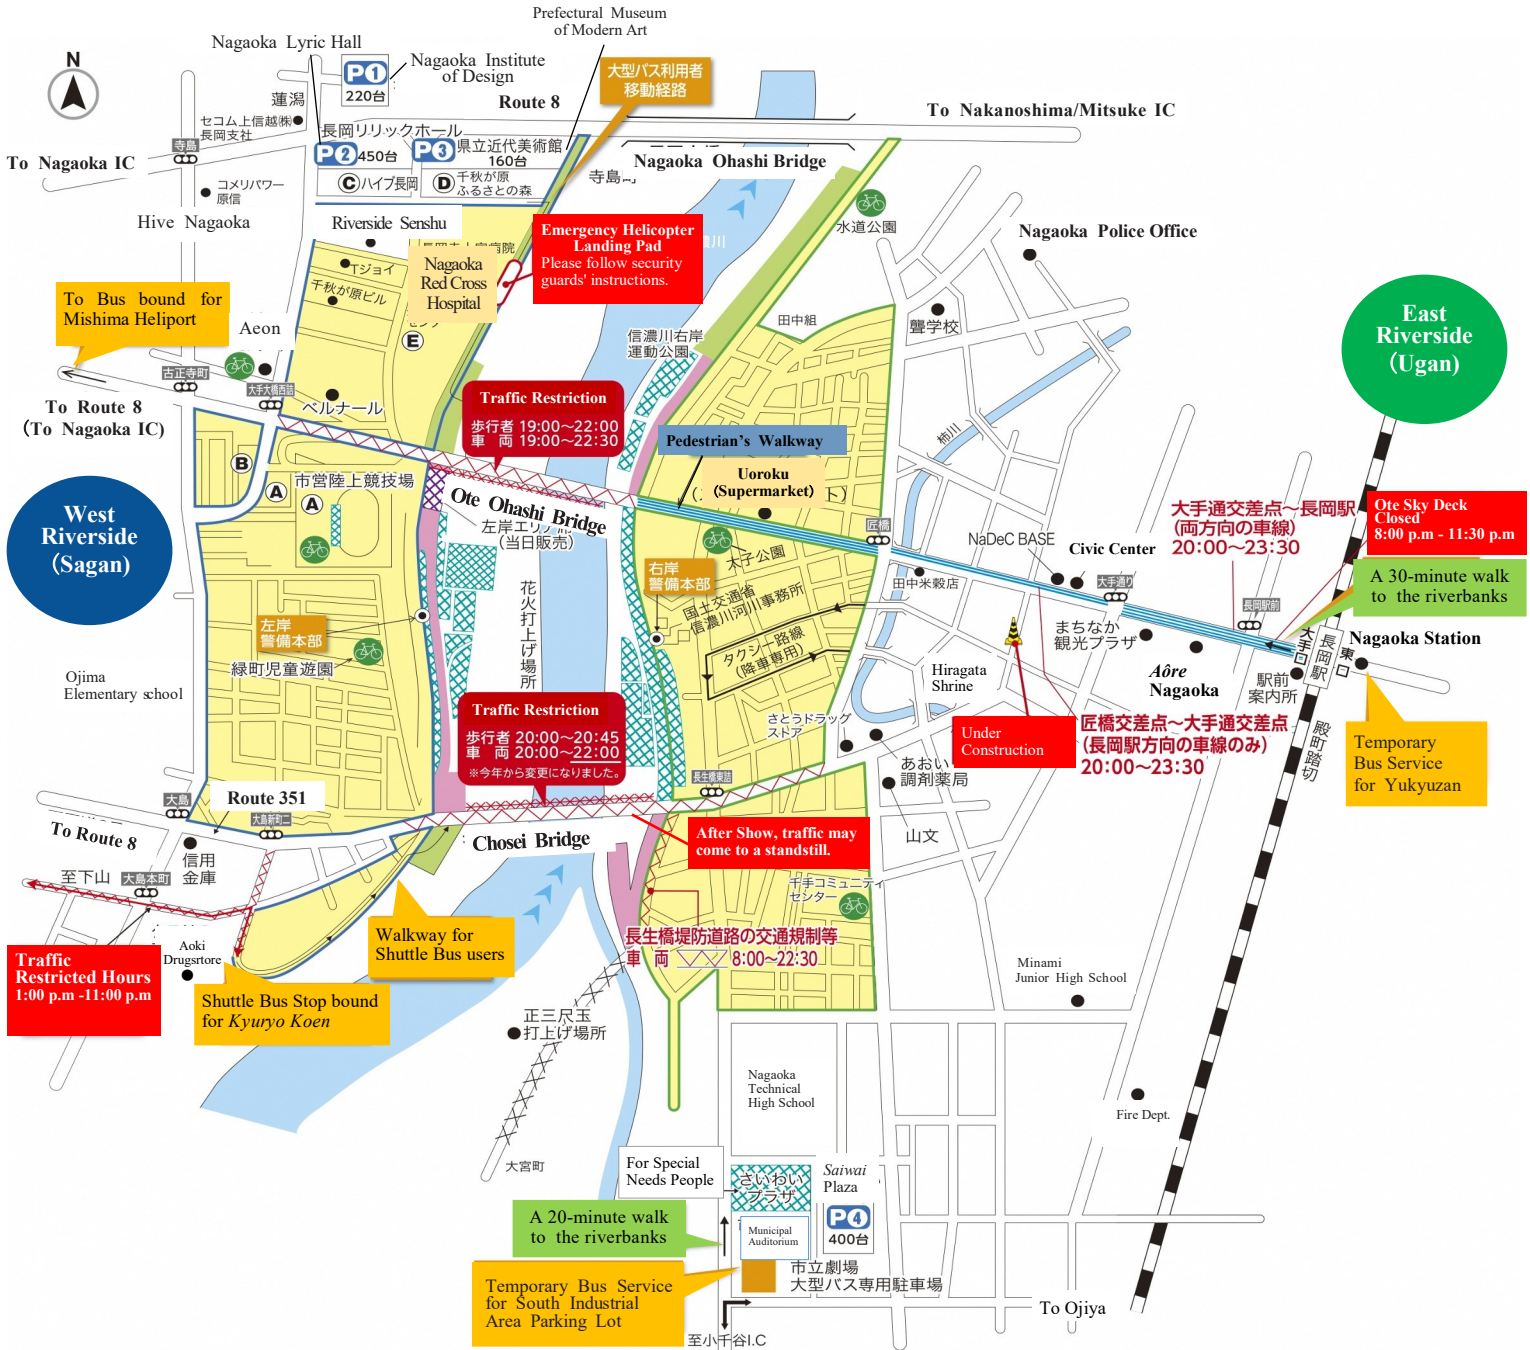 Prefectural Museum
of Modern Art
Nagaoka Lyric Hall
N
P1
220台
Nagaoka Institute
of Design
大型バス利用者
移動経路
Route 8
To Nakanoshima/Mitsuke IC
蓮潟
セコム上信越㈱
長岡支社
長岡リリックホール
寺島
To Nagaoka IC
P2
450台
P3
県立近代美術館
160台
Nagaoka Ohashi Bridge
コメリパワー
原信
Ⓒハイブ長岡
Ⓓ千秋が原
ふるさとの森
寺島町
Hive Nagaoka
Riverside Senshu
水道公園
Nagaoka Police Office
Emergency Helicopter
Landing Pad
Please follow security
guards' instructions.
川
Tジョイ
Nagaoka
Red Cross
Hospital
千秋が原ビル
To Bus bound for
Mishima Heliport
Aeon
センター
Ⓔ
田中組
聾学校
East
Riverside
(Ugan)
信濃川右岸
運動公園
古正寺町
大手大橋西詰
ベルナール
To Route 8
(To Nagaoka IC)
Traffic Restriction
歩行者 19:00～22:00
車　両 19:00～22:30
柿川
Pedestrian's Walkway
Uoroku
(Supermarket)
Ⓑ
市営陸上競技場
Ⓐ
Ⓐ
Ote Ohashi Bridge
左岸エリア
(当日販売)
West
Riverside
(Sagan)
大手通交差点～長岡駅
(両方向の車線)
20:00～23:30
Ote Sky Deck
Closed
8:00 p.m - 11:30 p.m
匠橋
NaDeC BASE
Civic Center
太子公園
右岸
警備本部
田中米穀店
大手通り
A 30-minute walk
to the riverbanks
国土交通省
信濃川河川事務所
花火打上げ場所
左岸
警備本部
まちなか
観光プラザ
長岡駅前
大手口
長岡駅
東口
Nagaoka Station
緑町児童遊園
タクシー路線
(降車専用)
Ojima
Elementary school
Hiragata
Shrine
Aôre
Nagaoka
駅前
案内所
Traffic Restriction
歩行者 20:00～20:45
車　両 20:00～22:00
※今年から変更になりました。
さとうドラッグ
ストア
Under
Construction
匠橋交差点～大手通交差点
(長岡駅方向の車線のみ)
20:00～23:30
殿町踏切
Temporary
Bus Service
for Yukyuzan
あおい
調剤薬局
長生橋東詰
大島
Route 351
大島新町二
To Route 8
信用
金庫
Chosei Bridge
After Show, traffic may
come to a standstill.
山文
至下山
大島本町
千手コミュニティ
センター
Aoki
Drugsrtore
Walkway for
Shuttle Bus users
長生橋堤防道路の交通規制等
車　両
8:00～22:30
Traffic
Restricted Hours
1:00 p.m -11:00 p.m
Shuttle Bus Stop bound
for Kyuryo Koen
Minami
Junior High School
正三尺玉
打上げ場所
Nagaoka
Technical
High School
Fire Dept.
大宮町
For Special
Needs People
さいわい
プラザ
Saiwai
Plaza
A 20-minute walk
to the riverbanks
Municipal
Auditorium
P4
400台
Temporary Bus Service
for South Industrial
Area Parking Lot
市立劇場
大型バス専用駐車場
To Ojiya
至小千谷I.C